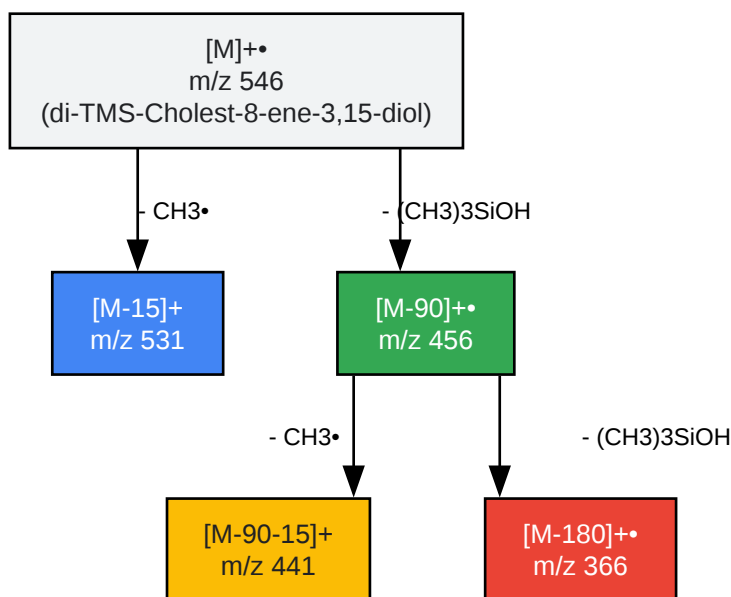 [M]+•
m/z 546
(di-TMS-Cholest-8-ene-3,15-diol)
- CH3•
- (CH3)3SiOH
[M-15]+
m/z 531
[M-90]+•
m/z 456
- CH3•
- (CH3)3SiOH
[M-90-15]+
m/z 441
[M-180]+•
m/z 366